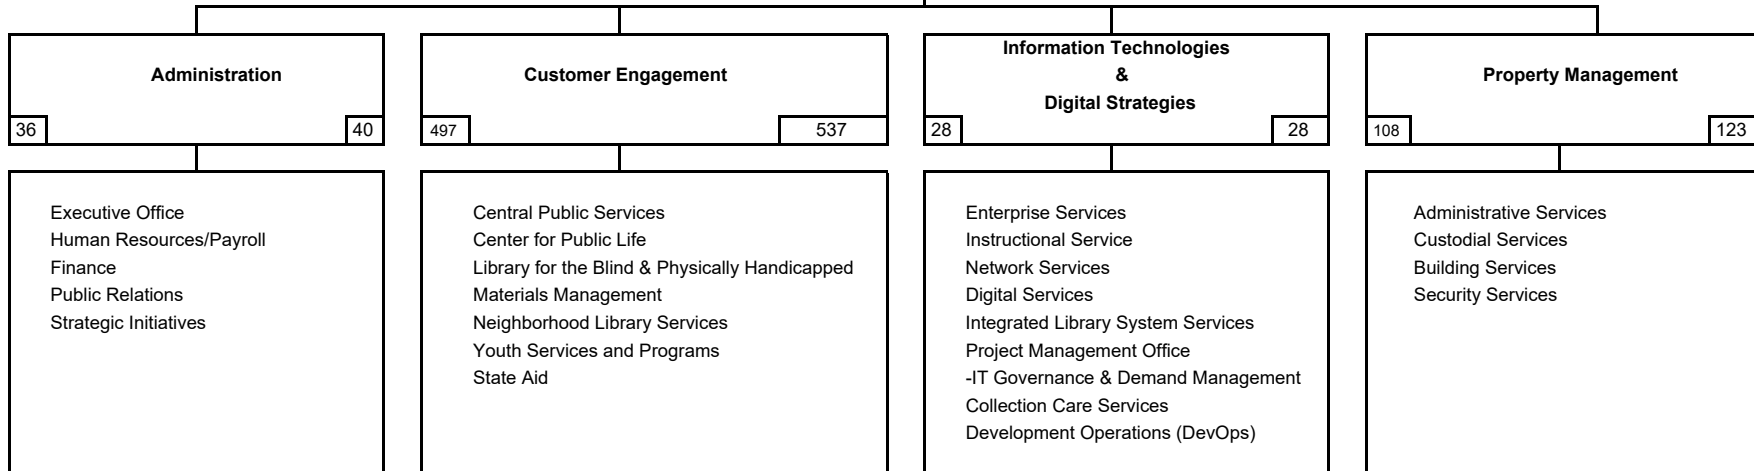 Administration
36
40
Executive Office
Human Resources/Payroll
Finance
Public Relations
Strategic Initiatives
Customer Engagement
497
537
Central Public Services
Center for Public Life
Library for the Blind & Physically Handicapped
Materials Management
Neighborhood Library Services
Youth Services and Programs
State Aid
Information Technologies
&
Digital Strategies
28
28
Enterprise Services
Instructional Service
Network Services
Digital Services
Integrated Library System Services
Project Management Office
-IT Governance & Demand Management
Collection Care Services
Development Operations (DevOps)
Property Management
108
123
Administrative Services
Custodial Services
Building Services
Security Services